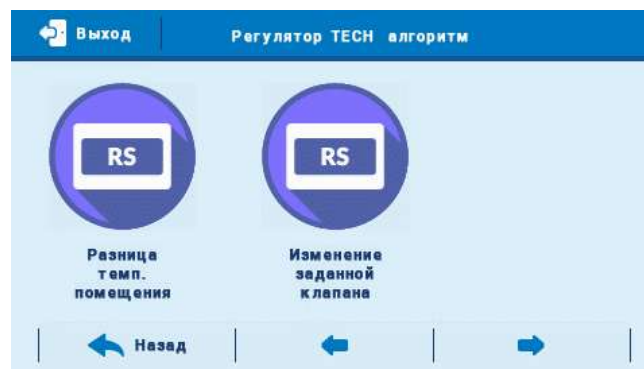 Выход
Регулятор TECH алгоритм
RS
RS
Разница
темп.
помещения
Изменение
заданной
клапана
Назад